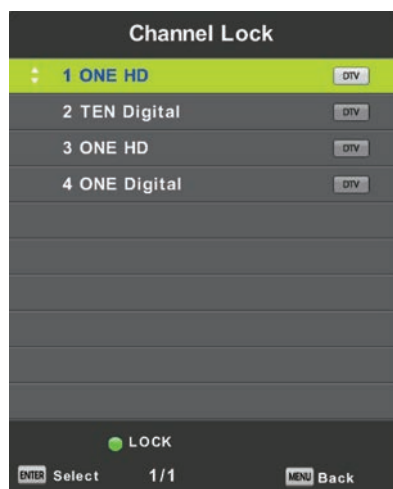 Channel Lock
1 ONE HD DTV
2 TEN Digital DTV
3 ONE HD DTV
4 ONE Digital DTV
LOCK
ENTER Select 1/1 MENU Back